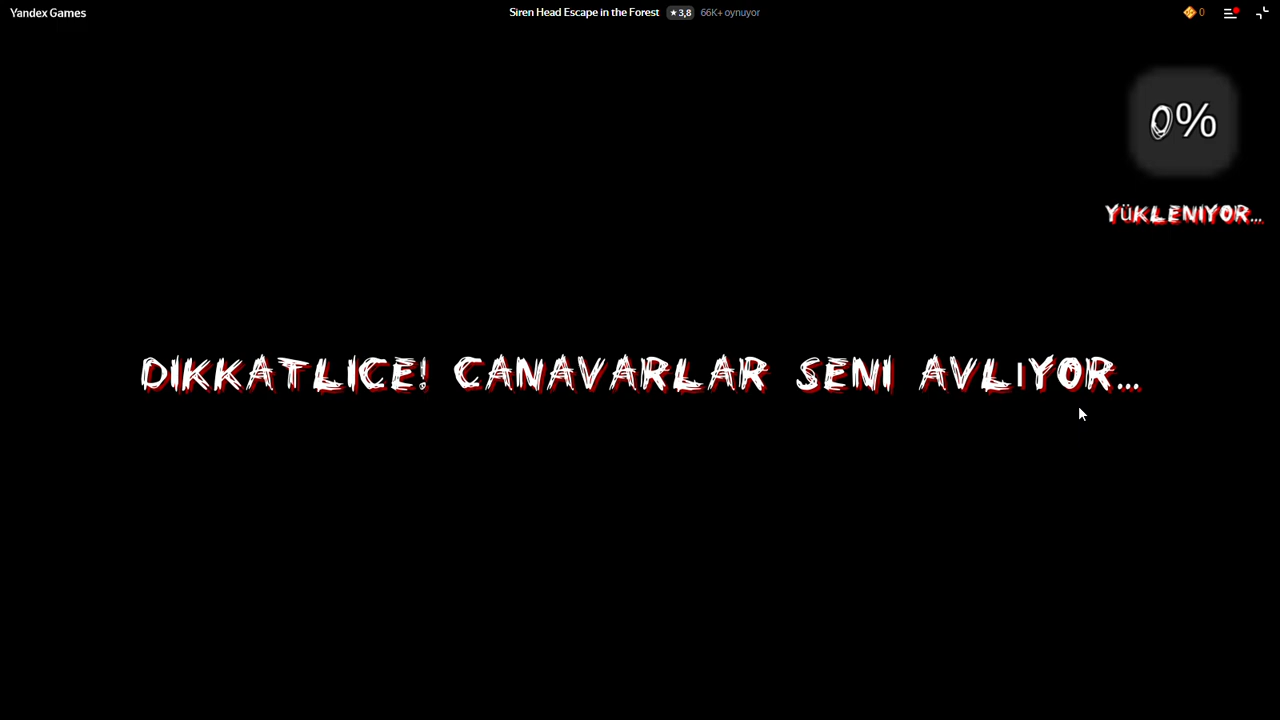 Yandex Games
Siren Head Escape in the Forest ★3,8 66K+ oynuyor
0
0%
YÜKLENIYOR...
DIKKATLICE! CANAVARLAR SENI AVLIYOR...